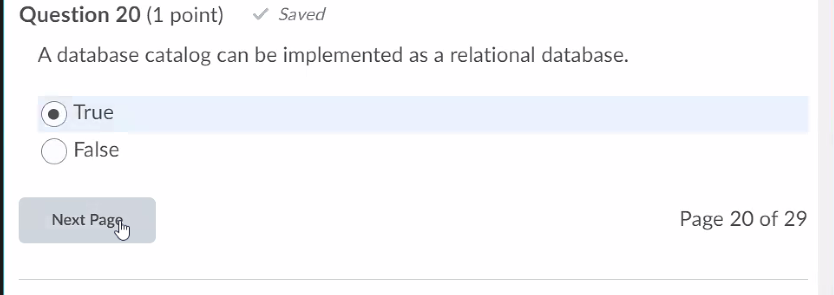 Question 20 (1 point) ✓ Saved
A database catalog can be implemented as a relational database.
True
False
Next Page
Page 20 of 29